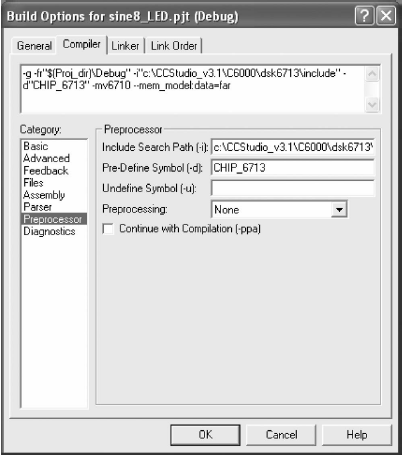 Build Options for sine8_LED.pjt (Debug)
General Compiler Linker Link Order
-g -fr"$(Proj_dir)\Debug" -i"c:\CCStudio_v3.1\C6000\dsk6713\include" -
d"CHIP_6713" -mv6710 --mem_model:data=far
Category:
Basic
Advanced
Feedback
Files
Assembly
Parser
Preprocessor
Diagnostics
Preprocessor
Include Search Path (-i): c:\CCStudio_v3.1\C6000\dsk6713\
Pre-Define Symbol (-d): CHIP_6713
Undefine Symbol (-u):
Preprocessing: None
Continue with Compilation (-ppa)
OK Cancel Help